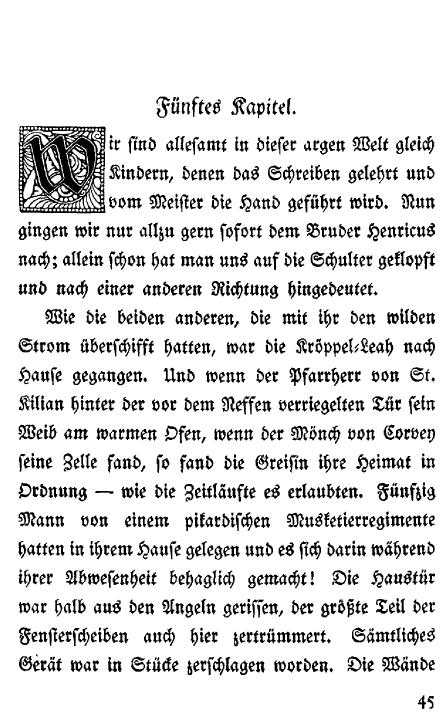 Fünftes Kapitel.
Wir sind allesamt in dieser argen Welt gleich
Kindern, denen das Schreiben gelehrt und
vom Meister die Hand geführt wird. Nun
gingen wir nur allzu gern sofort dem Bruder Henricus
nach; allein schon hat man uns auf die Schulter geklopft
und nach einer anderen Richtung hingedeutet.
Wie die beiden anderen, die mit ihr den wilden
Strom überschifft hatten, war die Kröppel-Leah nach
Hause gegangen. Und wenn der Pfarrherr von St.
Kilian hinter der vor dem Neffen verriegelten Tür sein
Weib am warmen Ofen, wenn der Mönch von Corvey
seine Zelle fand, so fand die Greisin ihre Heimat in
Ordnung — wie die Zeitläufte es erlaubten. Fünfzig
Mann von einem pikardischen Musketierregimente
hatten in ihrem Hause gelegen und es sich darin während
ihrer Abwesenheit behaglich gemacht! Die Haustür
war halb aus den Angeln gerissen, der größte Teil der
Fensterscheiben auch hier zertrümmert. Sämtliches
Gerät war in Stücke zerschlagen worden. Die Wände
45